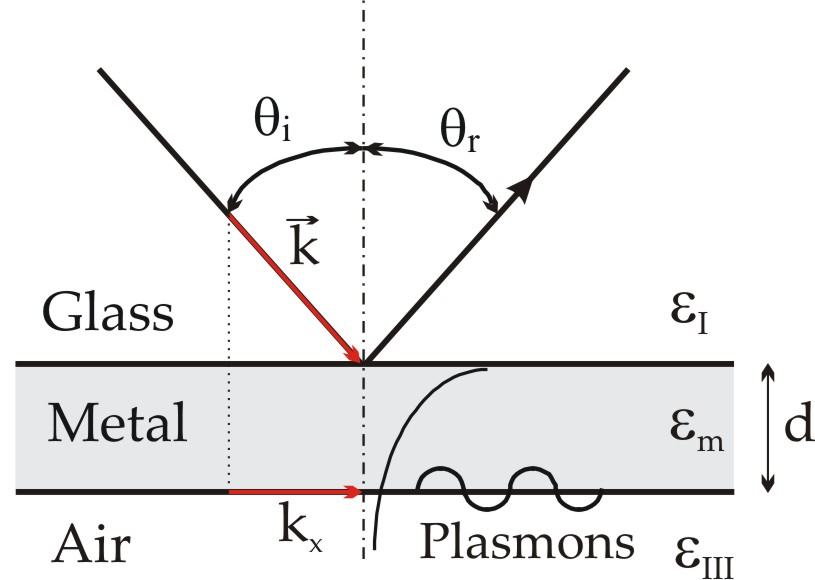 θi
θr
k⃗
Glass
εI
Metal
εm
d
kx
Air
Plasmons
εIII